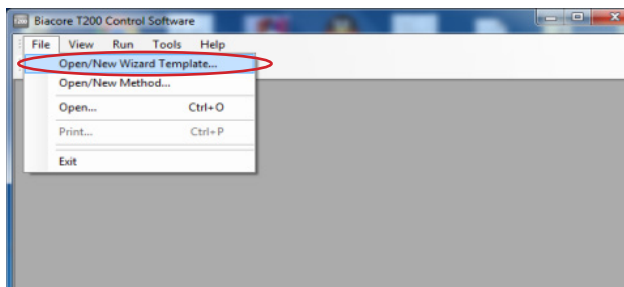 Biacore T200 Control Software
File View Run Tools Help
Open/New Wizard Template...
Open/New Method...
Open... Ctrl+O
Print... Ctrl+P
Exit